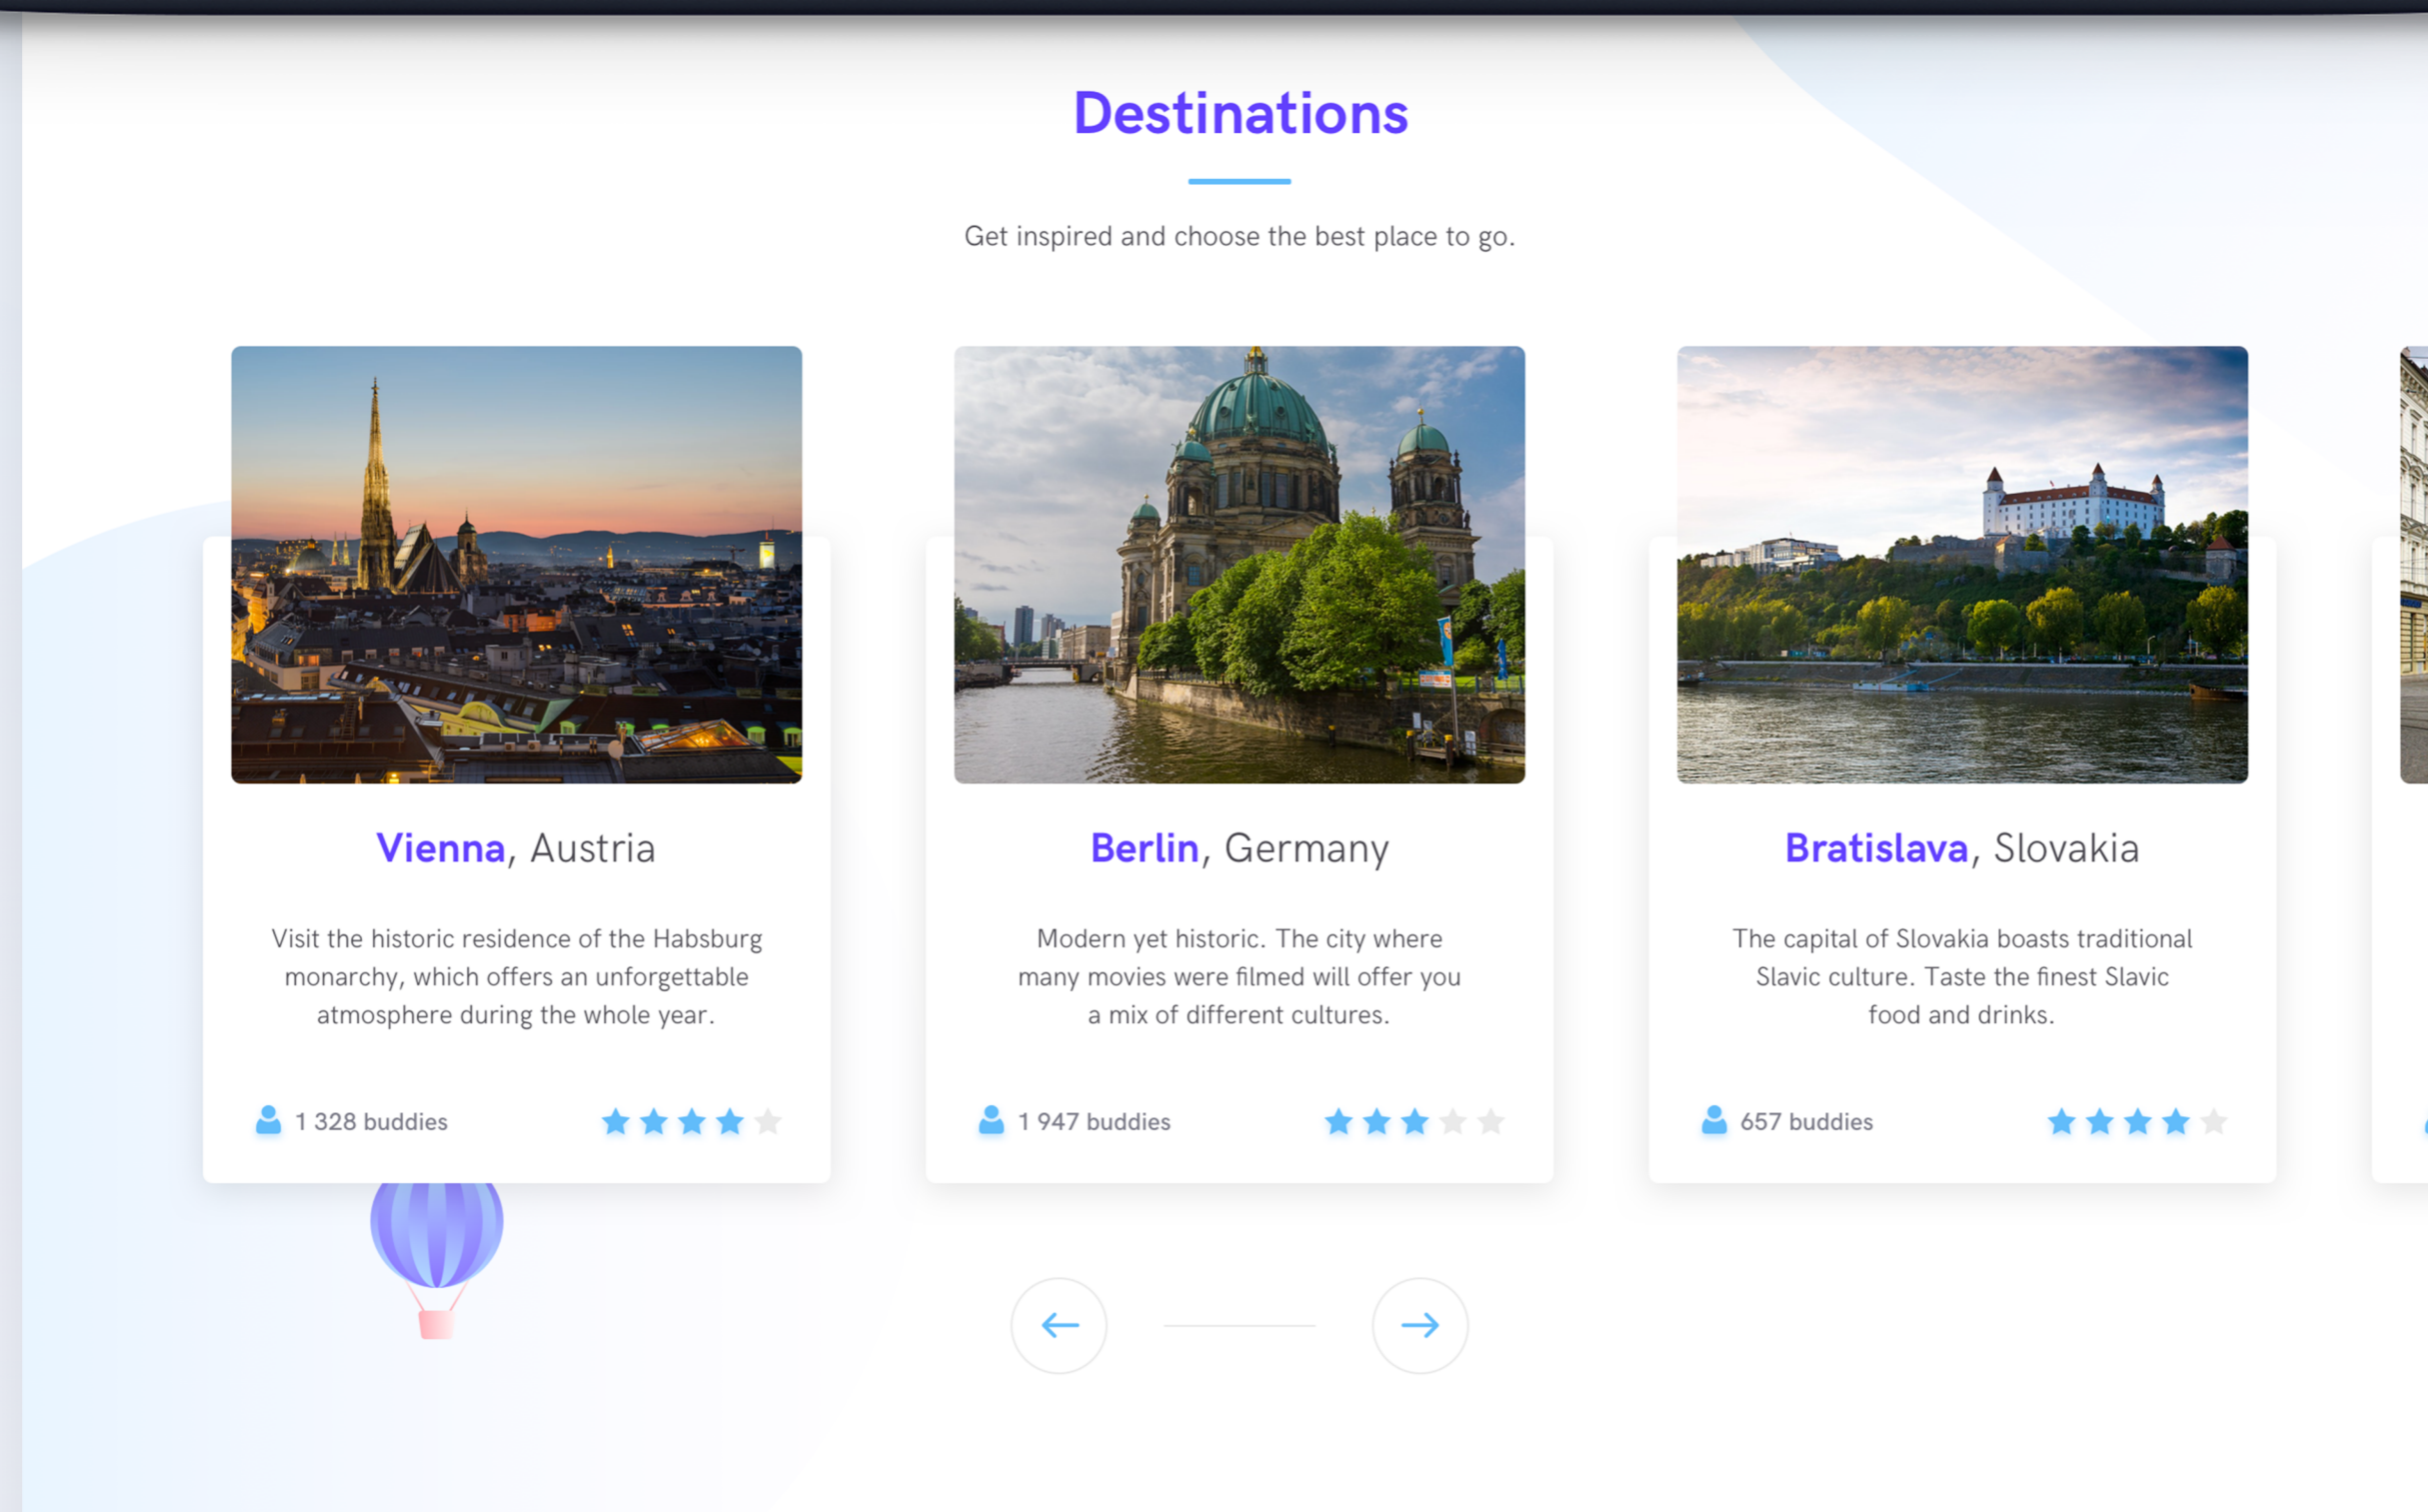 Destinations
Get inspired and choose the best place to go.
Vienna, Austria
Visit the historic residence of the Habsburg
monarchy, which offers an unforgettable
atmosphere during the whole year.
1 328 buddies
Berlin, Germany
Modern yet historic. The city where
many movies were filmed will offer you
a mix of different cultures.
1 947 buddies
Bratislava, Slovakia
The capital of Slovakia boasts traditional
Slavic culture. Taste the finest Slavic
food and drinks.
657 buddies